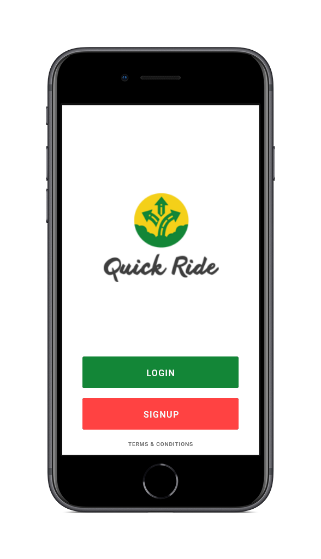 Quick Ride
LOGIN
SIGNUP
TERMS & CONDITIONS